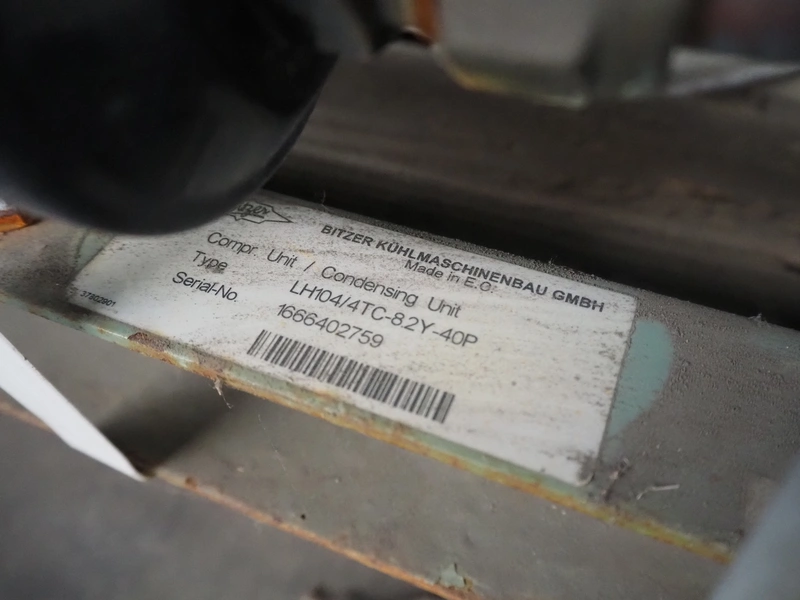 BITZER KÜHLMASCHINENBAU GMBH
Made in E.G.
Compr. Unit / Condensing Unit
Type LH104/4TC-8.2Y-40P
Serial-No. 1666402759